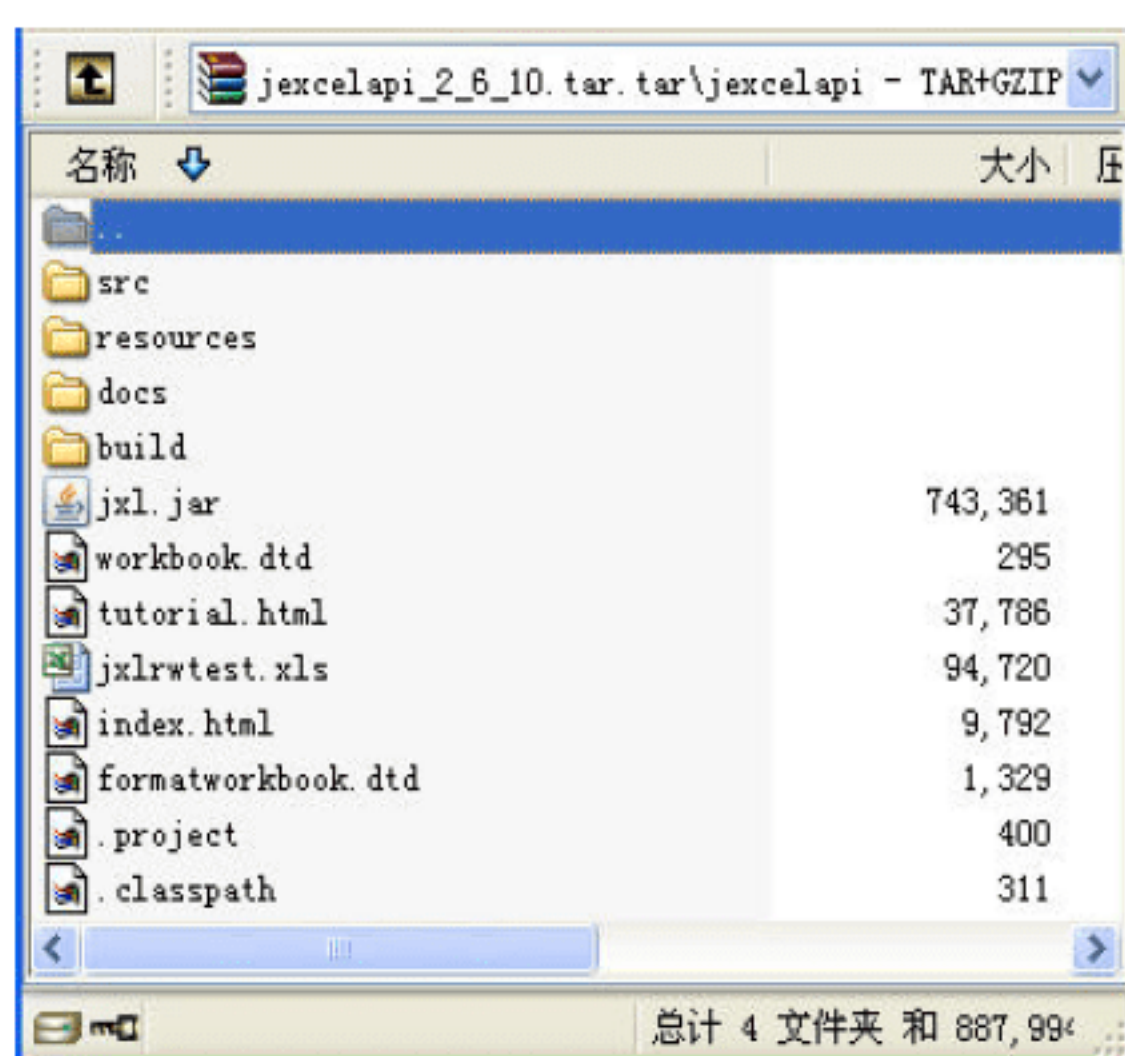 jexcelapi_2_6_10.tar.tar\jexcelapi - TAR+GZIP
名称 大小 压
..
src
resources
docs
build
jxl.jar 743,361
workbook.dtd 295
tutorial.html 37,786
jxlrwtest.xls 94,720
index.html 9,792
formatworkbook.dtd 1,329
.project 400
.classpath 311
总计 4 文件夹 和 887,994